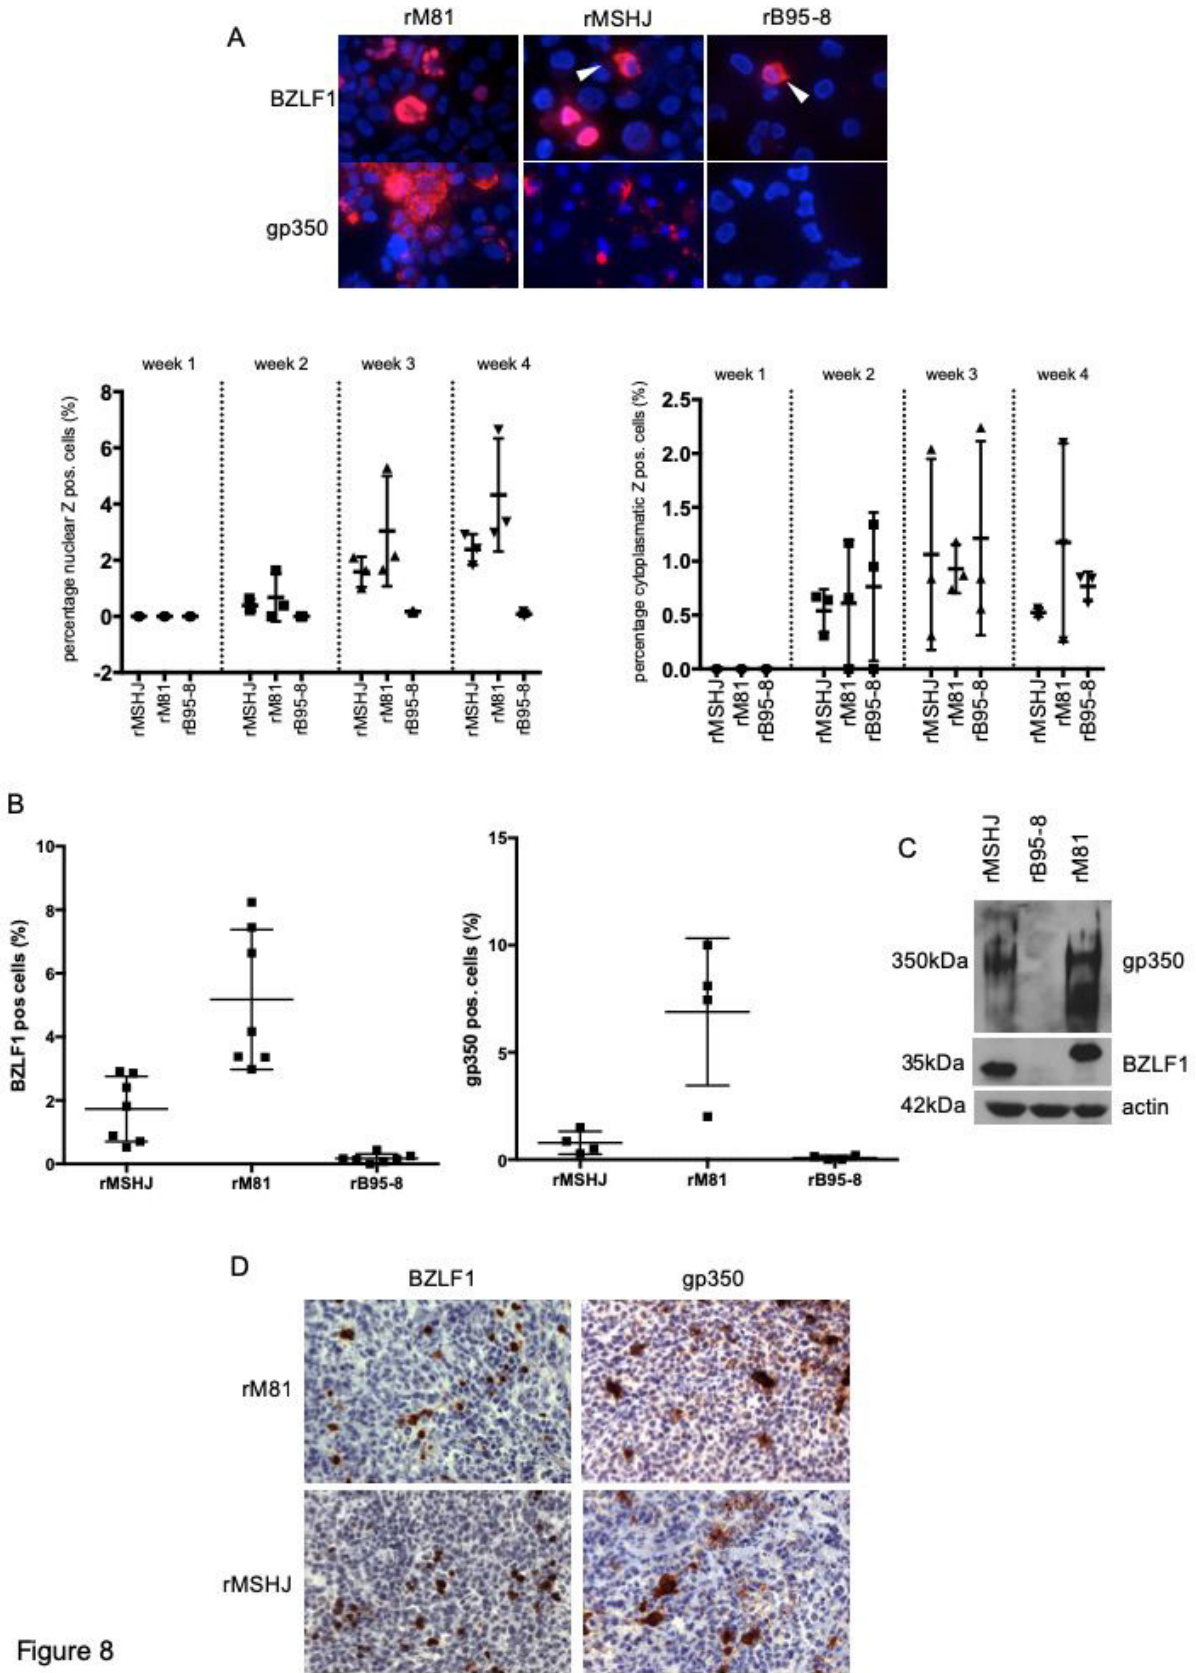 A
rM81 rMSHJ rB95-8
BZLF1
gp350
percentage nuclear Z pos. cells (%)
week 1 week 2 week 3 week 4
8
6
4
2
0
-2
rMSHJ rM81 rB95-8 rMSHJ rM81 rB95-8 rMSHJ rM81 rB95-8 rMSHJ rM81 rB95-8
percentage cytoplasmatic Z pos. cells (%)
week 1 week 2 week 3 week 4
2.5
2.0
1.5
1.0
0.5
0.0
rMSHJ rM81 rB95-8 rMSHJ rM81 rB95-8 rMSHJ rM81 rB95-8 rMSHJ rM81 rB95-8
B
BZLF1 pos cells (%)
10
8
6
4
2
0
rMSHJ rM81 rB95-8
gp350 pos. cells (%)
15
10
5
0
rMSHJ rM81 rB95-8
C
rMSHJ rB95-8 rM81
350kDa gp350
35kDa BZLF1
42kDa actin
D
BZLF1 gp350
rM81
rMSHJ
Figure 8